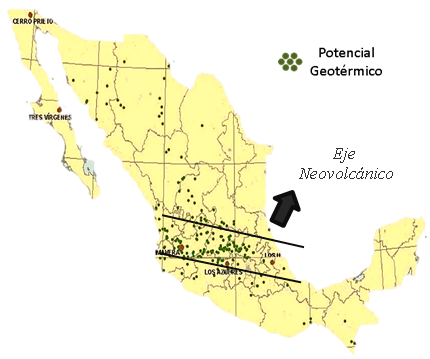 CERRO PRIETO
Potencial
Geotérmico
TRES VÍRGENES
Eje
Neovolcánico
LOS AZUFRES